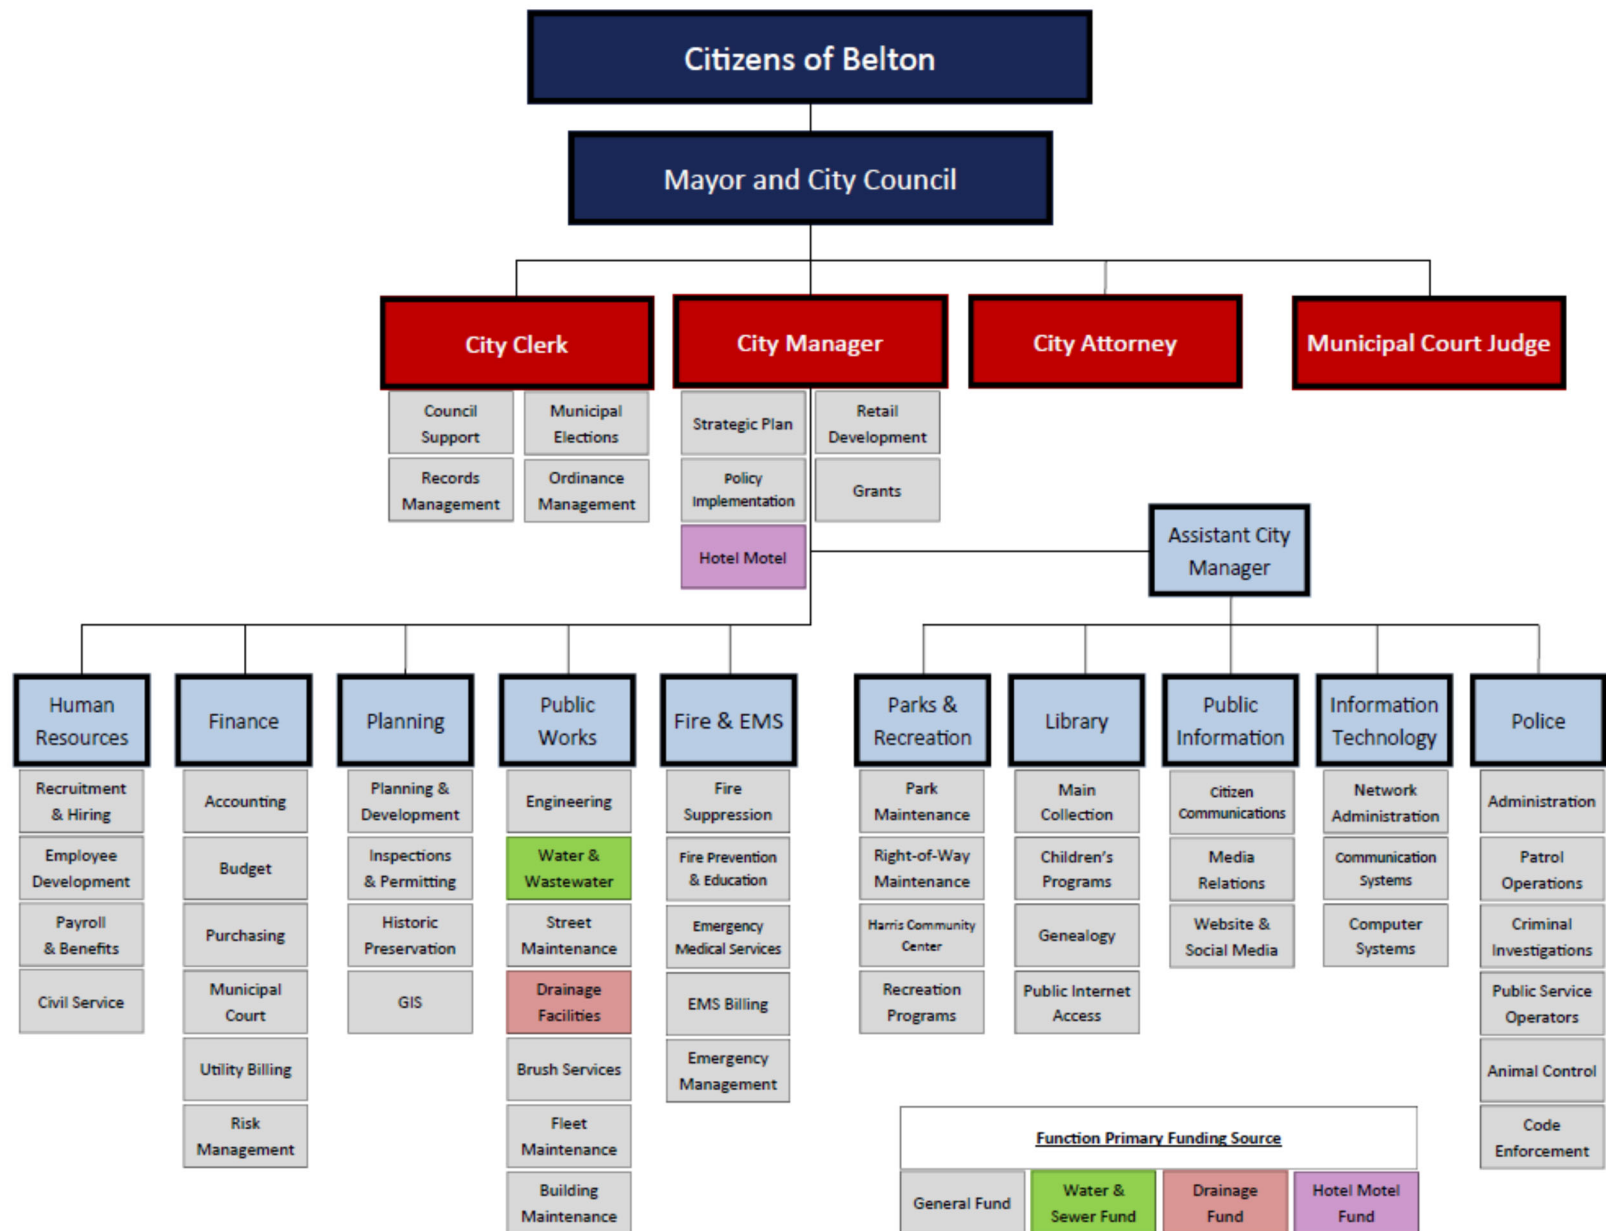 Citizens of Belton
Mayor and City Council
City Clerk
City Manager
City Attorney
Municipal Court Judge
Council
Support
Municipal
Elections
Records
Management
Ordinance
Management
Strategic Plan
Retail
Development
Policy
Implementation
Grants
Hotel Motel
Assistant City
Manager
Human
Resources
Recruitment
& Hiring
Employee
Development
Payroll
& Benefits
Civil Service
Finance
Accounting
Budget
Purchasing
Municipal
Court
Utility Billing
Risk
Management
Planning
Planning &
Development
Inspections
& Permitting
Historic
Preservation
GIS
Public
Works
Engineering
Water &
Wastewater
Street
Maintenance
Drainage
Facilities
Brush Services
Fleet
Maintenance
Building
Maintenance
Fire & EMS
Fire
Suppression
Fire Prevention
& Education
Emergency
Medical Services
EMS Billing
Emergency
Management
Parks &
Recreation
Park
Maintenance
Right-of-Way
Maintenance
Harris Community
Center
Recreation
Programs
Library
Main
Collection
Children's
Programs
Genealogy
Public Internet
Access
Public
Information
Citizen
Communications
Media
Relations
Website &
Social Media
Information
Technology
Network
Administration
Communication
Systems
Computer
Systems
Police
Administration
Patrol
Operations
Criminal
Investigations
Public Service
Operators
Animal Control
Code
Enforcement
Function Primary Funding Source
General Fund
Water &
Sewer Fund
Drainage
Fund
Hotel Motel
Fund